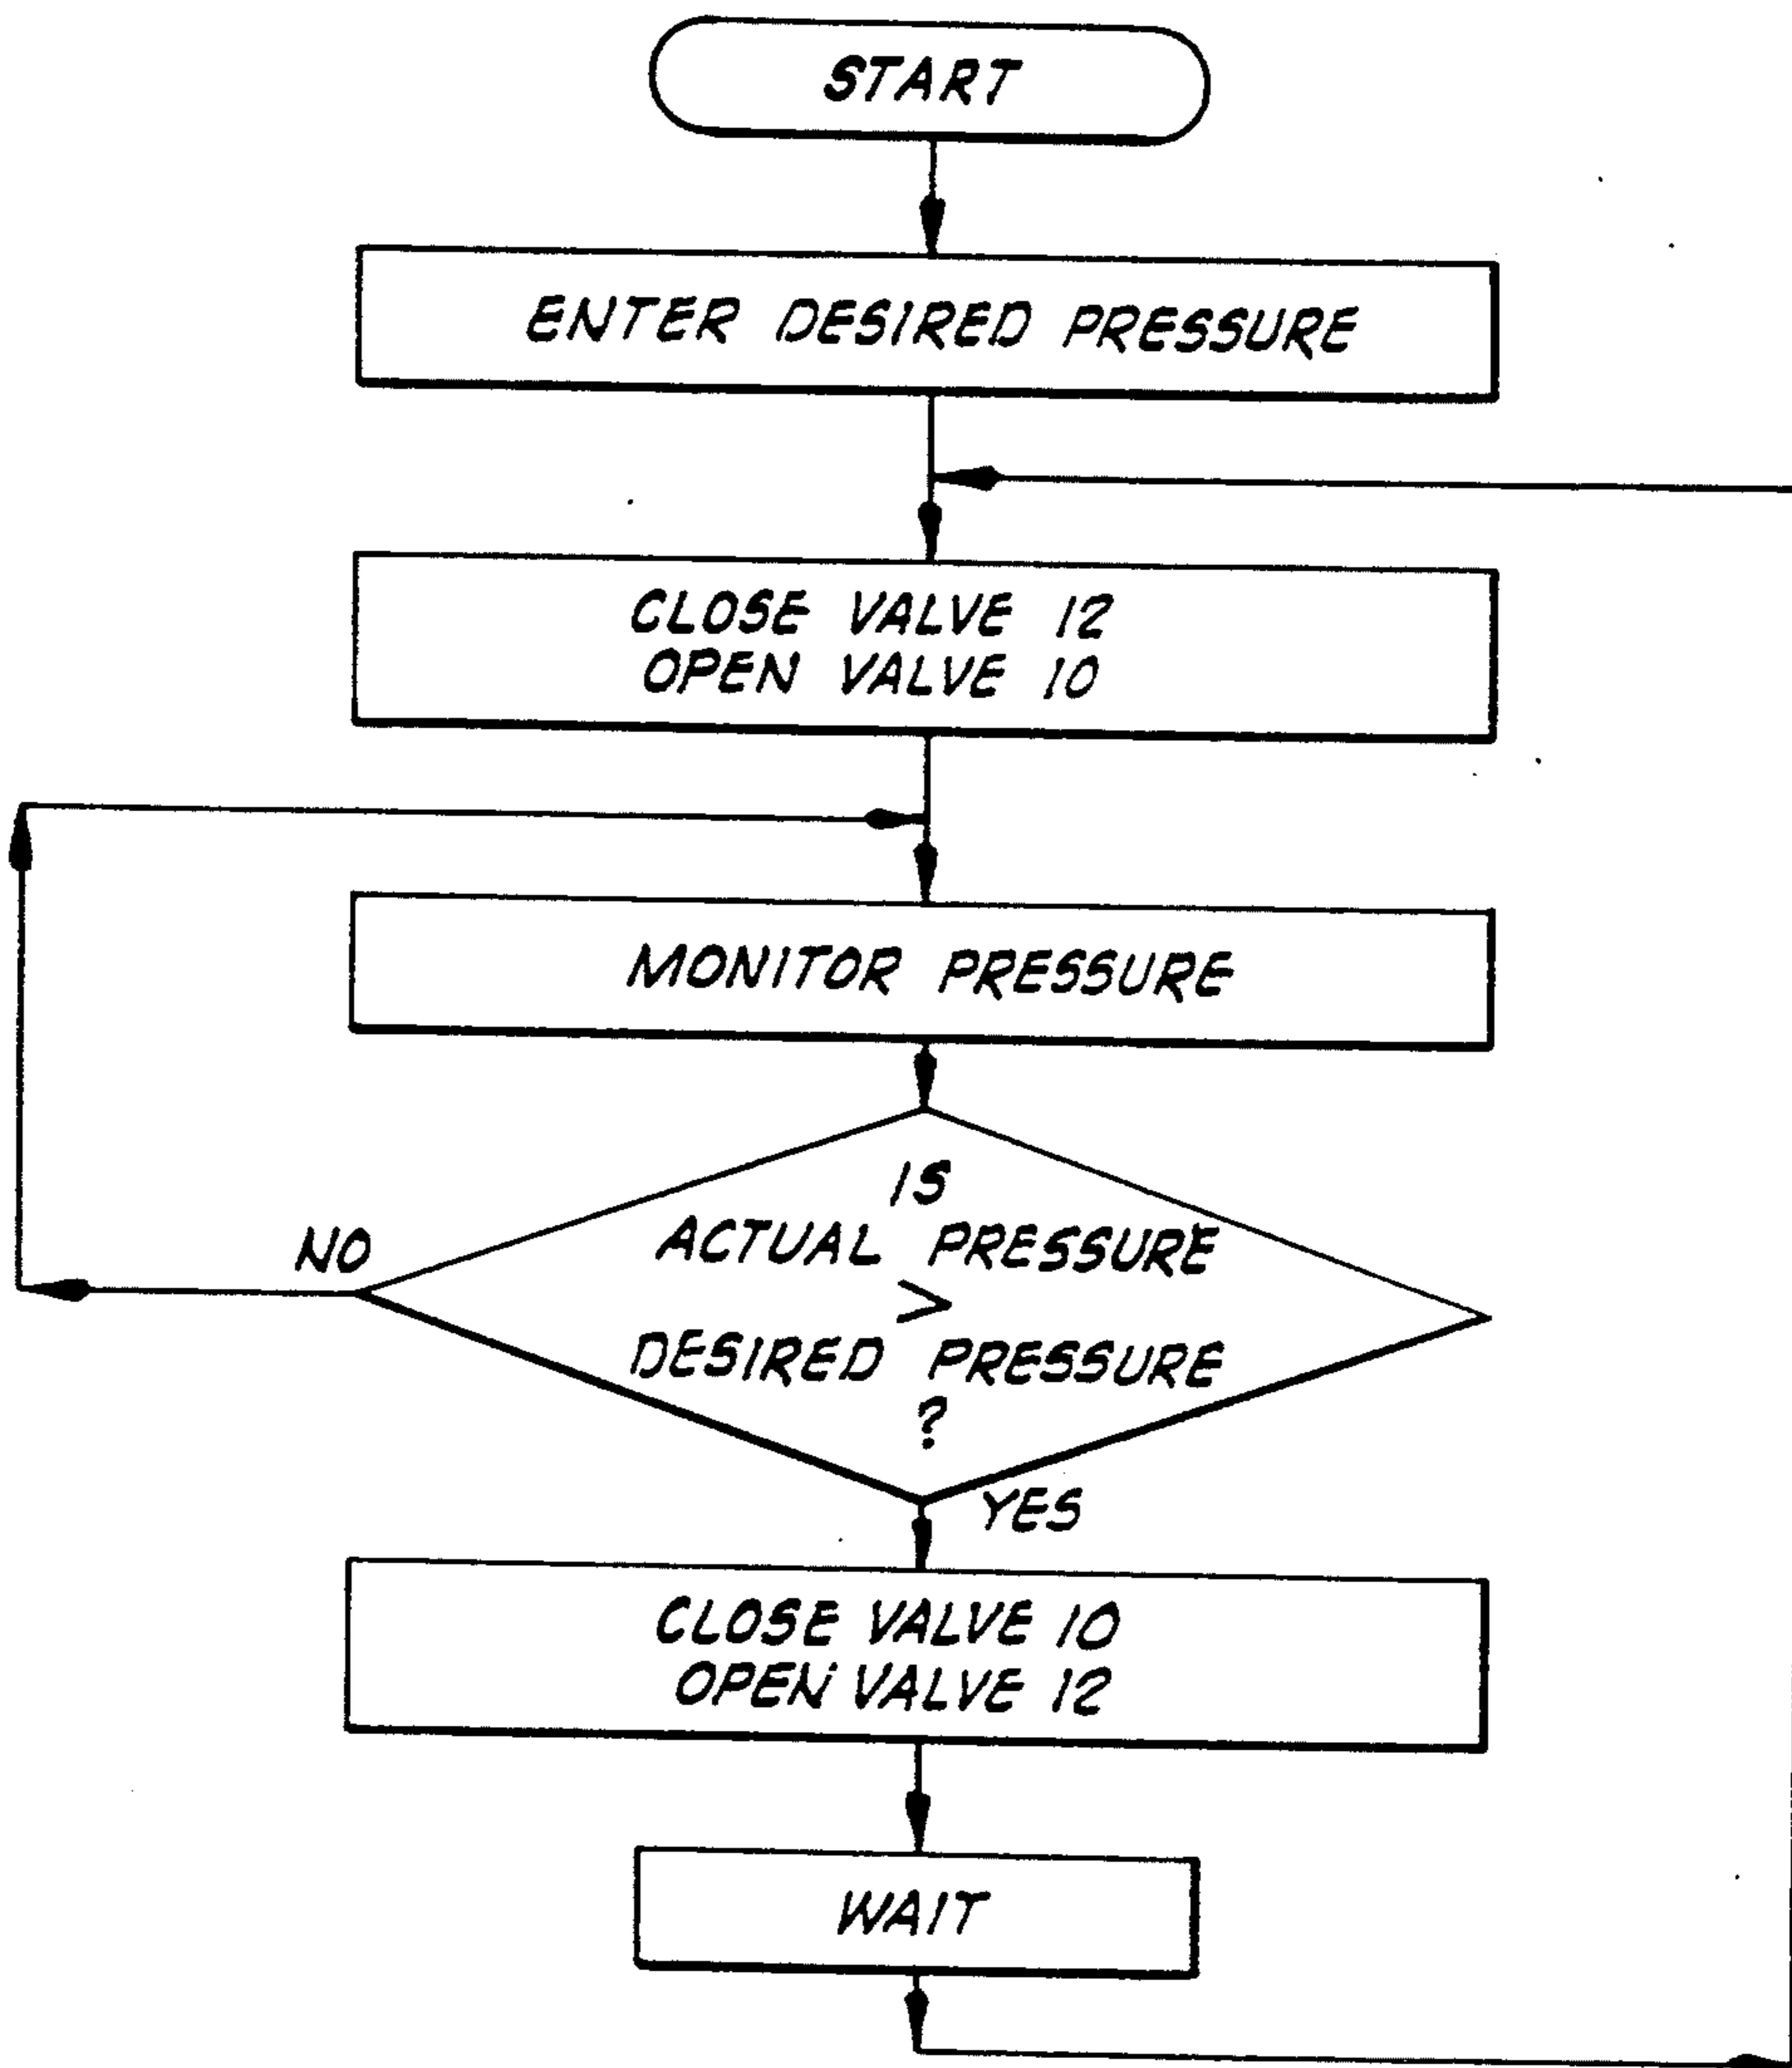 START
ENTER DESIRED PRESSURE
CLOSE VALVE 12
OPEN VALVE 10
MONITOR PRESSURE
IS
ACTUAL PRESSURE
>
DESIRED PRESSURE
?
NO
YES
CLOSE VALVE 10
OPEN VALVE 12
WAIT